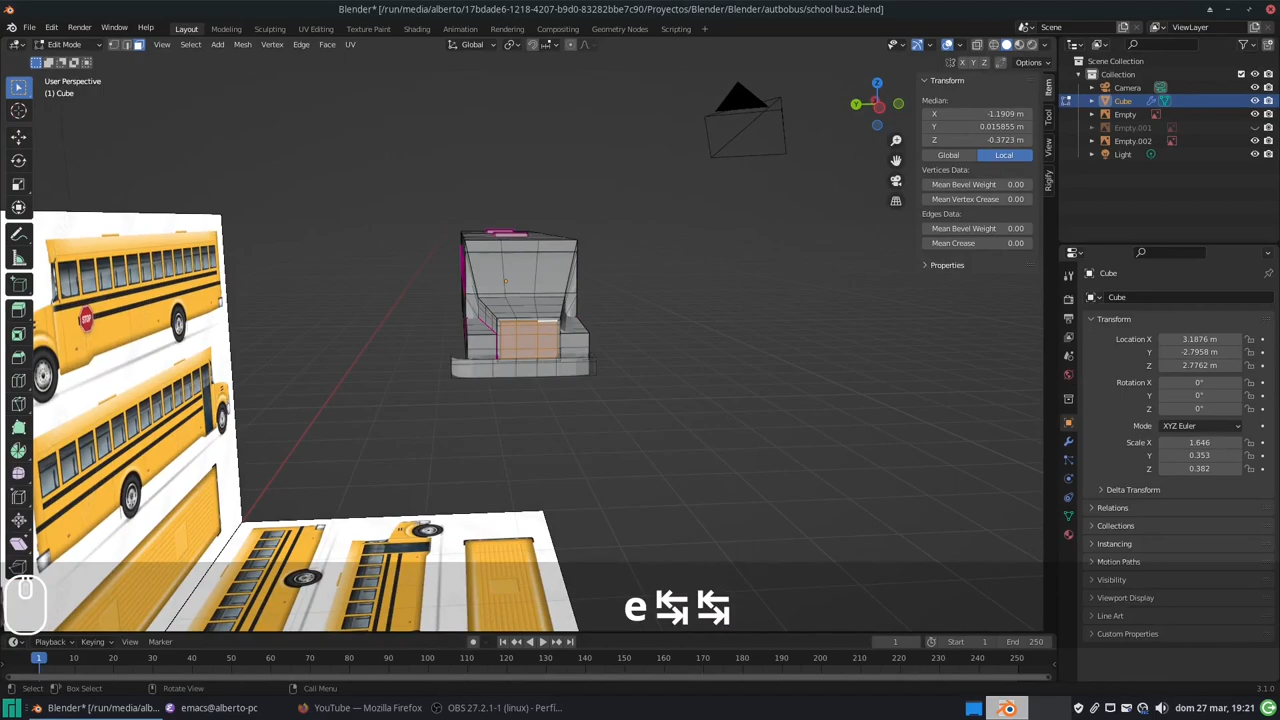 Blender* [/run/media/alberto/17bdade6-1218-4207-b9d0-83282bbe7c90/Proyectos/Blender/Blender/autbobus/school bus2.blend]
File Edit Render Window Help Layout Modeling Sculpting UV Editing Texture Paint Shading Animation Rendering Compositing Geometry Nodes Scripting + Scene ViewLayer
Edit Mode View Select Add Mesh Vertex Edge Face UV Global
X Y Z Options
User Perspective
(1) Cube
Z
Y
Transform
Median:
X -1.1909 m
Y 0.015855 m
Z -0.3723 m
Global Local
Vertices Data:
Mean Bevel Weight 0.00
Mean Vertex Crease 0.00
Edges Data:
Mean Bevel Weight 0.00
Mean Crease 0.00
Properties
Item
Tool
View
Rigify
Scene Collection
Collection
Camera
Cube
Empty
Empty.001
Empty.002
Light
Cube
Cube
Transform
Location X 3.1876 m
Y -2.7958 m
Z 2.7762 m
Rotation X 0°
Y 0°
Z 0°
Mode XYZ Euler
Scale X 1.646
Y 0.353
Z 0.382
Delta Transform
Relations
Collections
Instancing
Motion Paths
Visibility
Viewport Display
Line Art
Custom Properties
STOP
e
Playback Keying View Marker 1 Start 1 End 250
1 10 20 30 40 50 60 70 80 90 100 110 120 130 140 150 160 170 180 190 200 210 220 230 240 250
Select Box Select Rotate View Call Menu 3.1.0
Blender* [/run/media/alb... emacs@alberto-pc YouTube — Mozilla Firefox OBS 27.2.1-1 (linux) - Perfi... dom 27 mar, 19:21